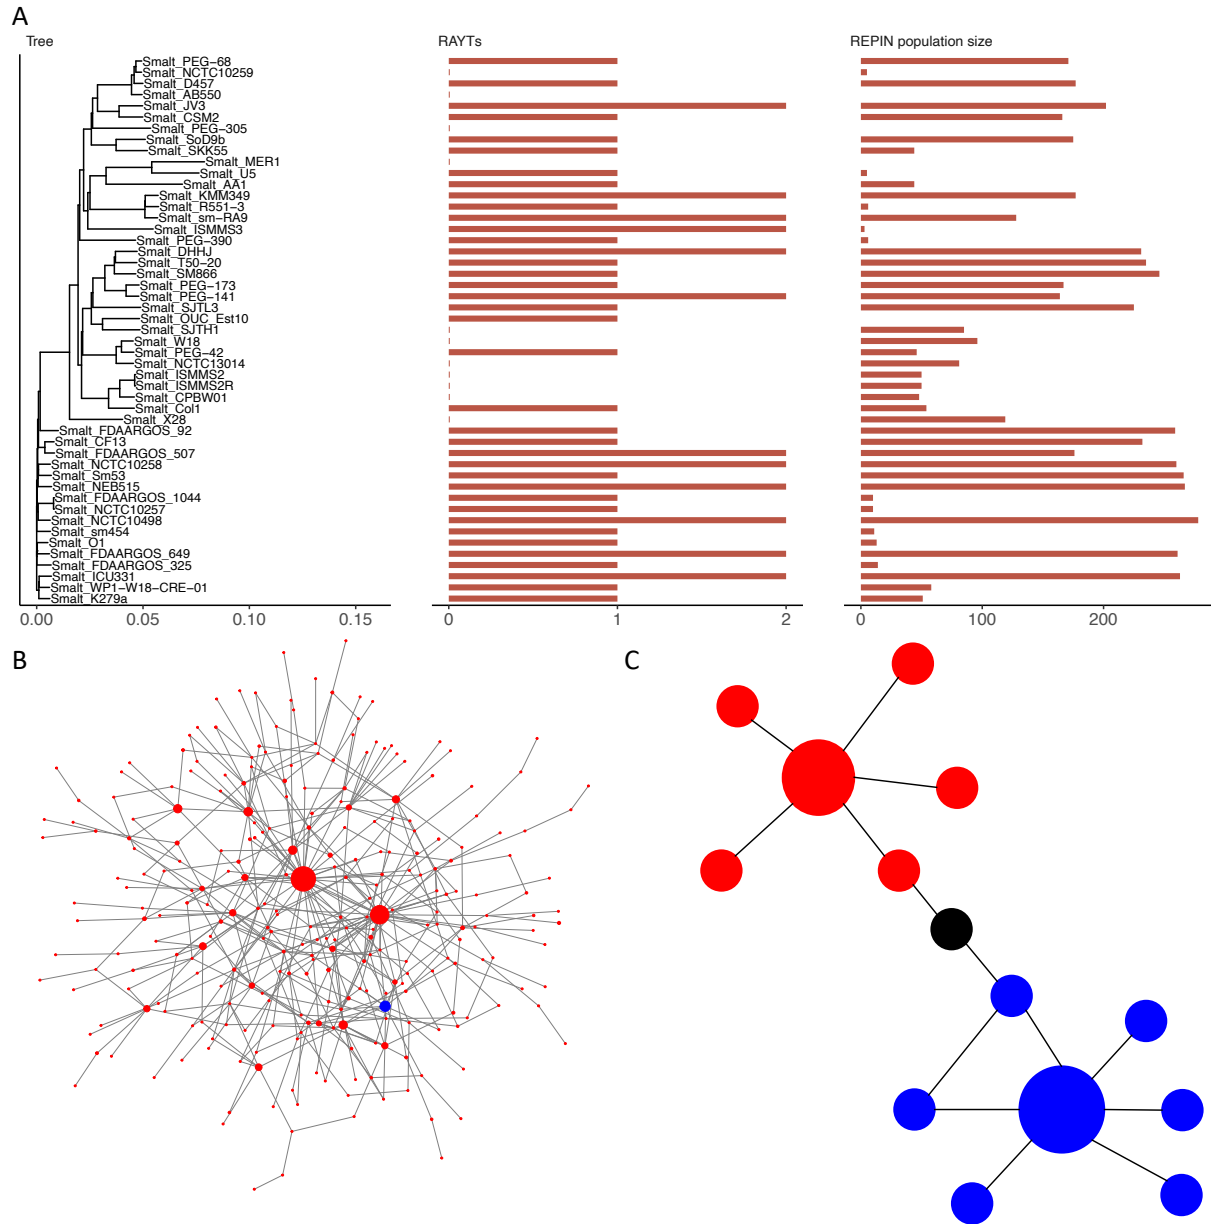 A
Tree
RAYTs
REPIN population size
Smalt_PEG−68
Smalt_NCTC10259
Smalt_D457
Smalt_AB550
Smalt_JV3
Smalt_CSM2
Smalt_PEG−305
Smalt_SoD9b
Smalt_SKK55
Smalt_MER1
Smalt_U5
Smalt_AA1
Smalt_KMM349
Smalt_R551−3
Smalt_sm−RA9
Smalt_ISMMS3
Smalt_PEG−390
Smalt_DHHJ
Smalt_T50−20
Smalt_SM866
Smalt_PEG−173
Smalt_PEG−141
Smalt_SJTL3
Smalt_OUC_Est10
Smalt_SJTH1
Smalt_W18
Smalt_PEG−42
Smalt_NCTC13014
Smalt_ISMMS2
Smalt_ISMMS2R
Smalt_CPBW01
Smalt_Col1
Smalt_X28
Smalt_FDAARGOS_92
Smalt_CF13
Smalt_FDAARGOS_507
Smalt_NCTC10258
Smalt_Sm53
Smalt_NEB515
Smalt_FDAARGOS_1044
Smalt_NCTC10257
Smalt_NCTC10498
Smalt_sm454
Smalt_O1
Smalt_FDAARGOS_649
Smalt_FDAARGOS_325
Smalt_ICU331
Smalt_WP1−W18−CRE−01
Smalt_K279a
0.00 0.05 0.10 0.15
0 1 2
0 100 200
B
C